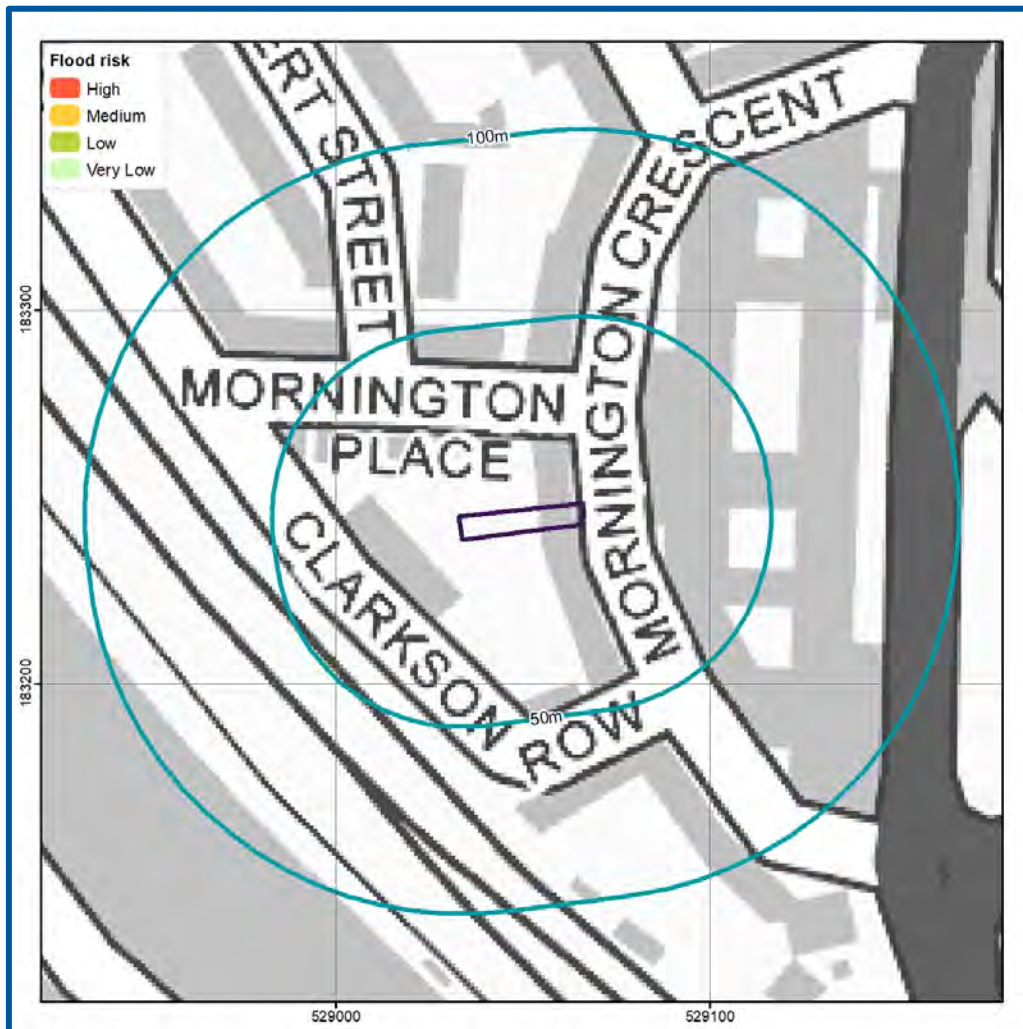 Flood risk
High
Medium
Low
Very Low
ERT STREET
100m
MORNINGTON CRESCENT
183300
MORNINGTON
PLACE
CLARKSON
MORNINGTON
183200
50m
ROW
529000
529100